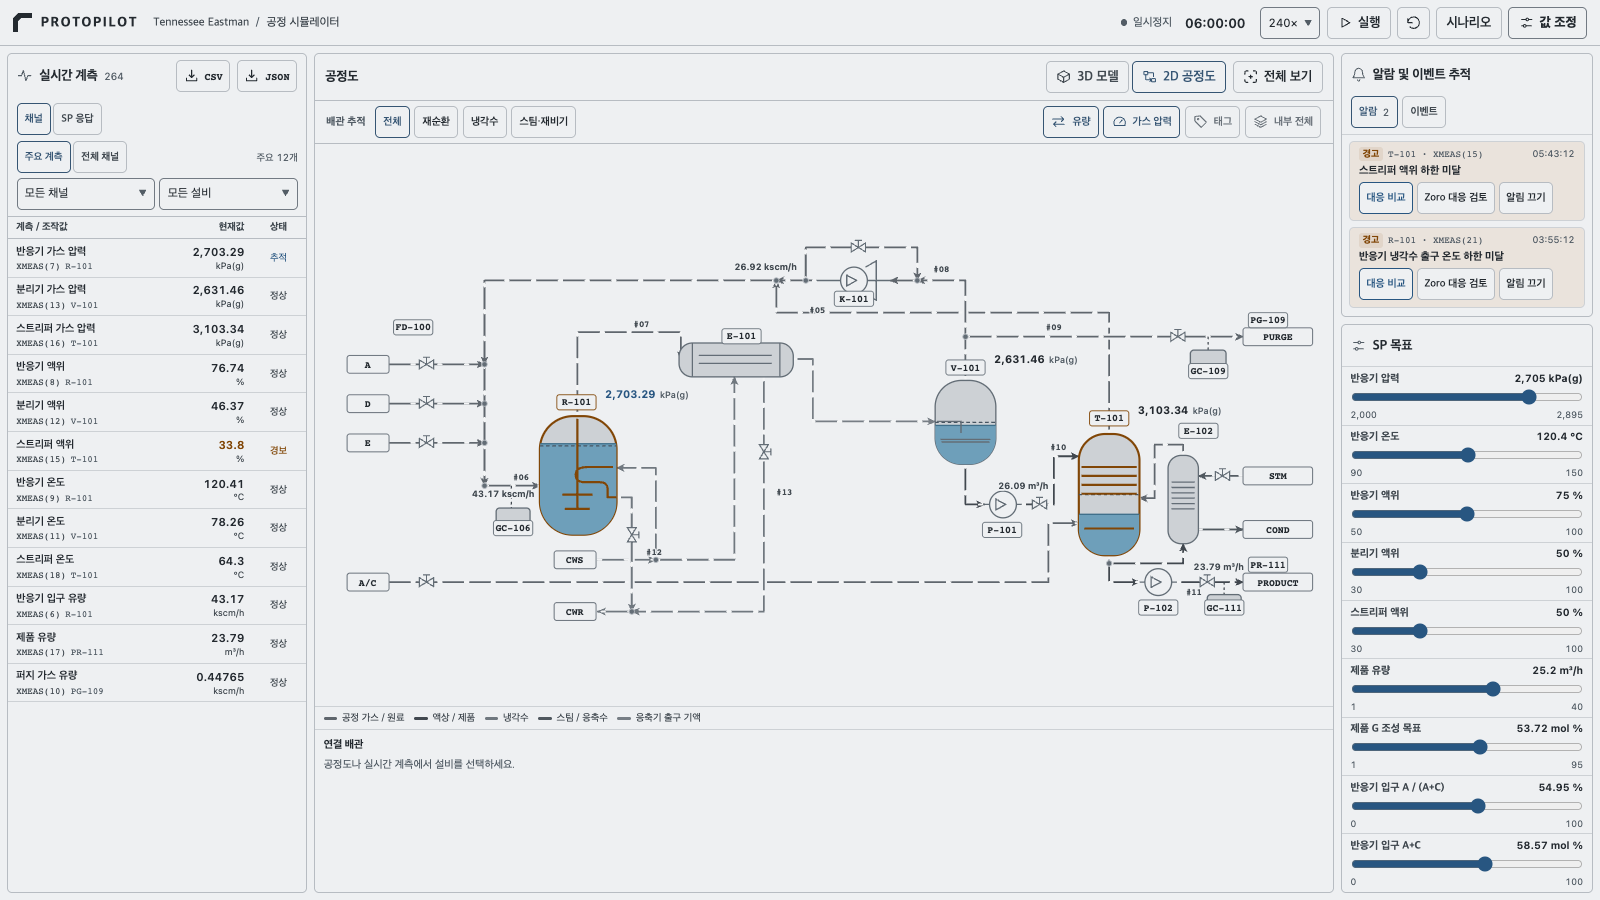 PROTOPILOT
Tennessee Eastman / 공정 시뮬레이터
일시정지 06:00:00 240× 실행 시나리오 값 조정
실시간 계측 264 CSV JSON
채널 SP 응답
주요 계측 전체 채널 주요 12개
모든 채널 모든 설비
계측 / 조작값 현재값 상태
반응기 가스 압력 2,703.29 추적
XMEAS(7) R-101 kPa(g)
분리기 가스 압력 2,631.46 정상
XMEAS(13) V-101 kPa(g)
스트리퍼 가스 압력 3,103.34 정상
XMEAS(16) T-101 kPa(g)
반응기 액위 76.74 정상
XMEAS(8) R-101 %
분리기 액위 46.37 정상
XMEAS(12) V-101 %
스트리퍼 액위 33.8 경보
XMEAS(15) T-101 %
반응기 온도 120.41 정상
XMEAS(9) R-101 °C
분리기 온도 78.26 정상
XMEAS(11) V-101 °C
스트리퍼 온도 64.3 정상
XMEAS(18) T-101 °C
반응기 입구 유량 43.17 정상
XMEAS(6) R-101 kscm/h
제품 유량 23.79 정상
XMEAS(17) PR-111 m³/h
퍼지 가스 유량 0.44765 정상
XMEAS(10) PG-109 kscm/h
공정도 3D 모델 2D 공정도 전체 보기
배관 추적 전체 재순환 냉각수 스팀·재비기 유량 가스 압력 태그 내부 전체
26.92 kscm/h
#08
K-101
#05
FD-100
#07
E-101
#09
PG-109
PURGE
GC-109
A
D
E
R-101
2,703.29 kPa(g)
V-101
2,631.46 kPa(g)
T-101
3,103.34 kPa(g)
E-102
#10
#06
43.17 kscm/h
GC-106
#13
26.09 m³/h
P-101
STM
COND
CWS
#12
A/C
CWR
23.79 m³/h
PR-111
PRODUCT
P-102
#11
GC-111
공정 가스 / 원료 액상 / 제품 냉각수 스팀 / 응축수 응축기 출구 기액
연결 배관
공정도나 실시간 계측에서 설비를 선택하세요.
알람 및 이벤트 추적
알람 2 이벤트
경고 T-101 · XMEAS(15) 05:43:12
스트리퍼 액위 하한 미달
대응 비교 Zoro 대응 검토 알림 끄기
경고 R-101 · XMEAS(21) 03:55:12
반응기 냉각수 출구 온도 하한 미달
대응 비교 Zoro 대응 검토 알림 끄기
SP 목표
반응기 압력 2,705 kPa(g)
2,000 2,895
반응기 온도 120.4 °C
90 150
반응기 액위 75 %
50 100
분리기 액위 50 %
30 100
스트리퍼 액위 50 %
30 100
제품 유량 25.2 m³/h
1 40
제품 G 조성 목표 53.72 mol %
1 95
반응기 입구 A / (A+C) 54.95 %
0 100
반응기 입구 A+C 58.57 mol %
0 100